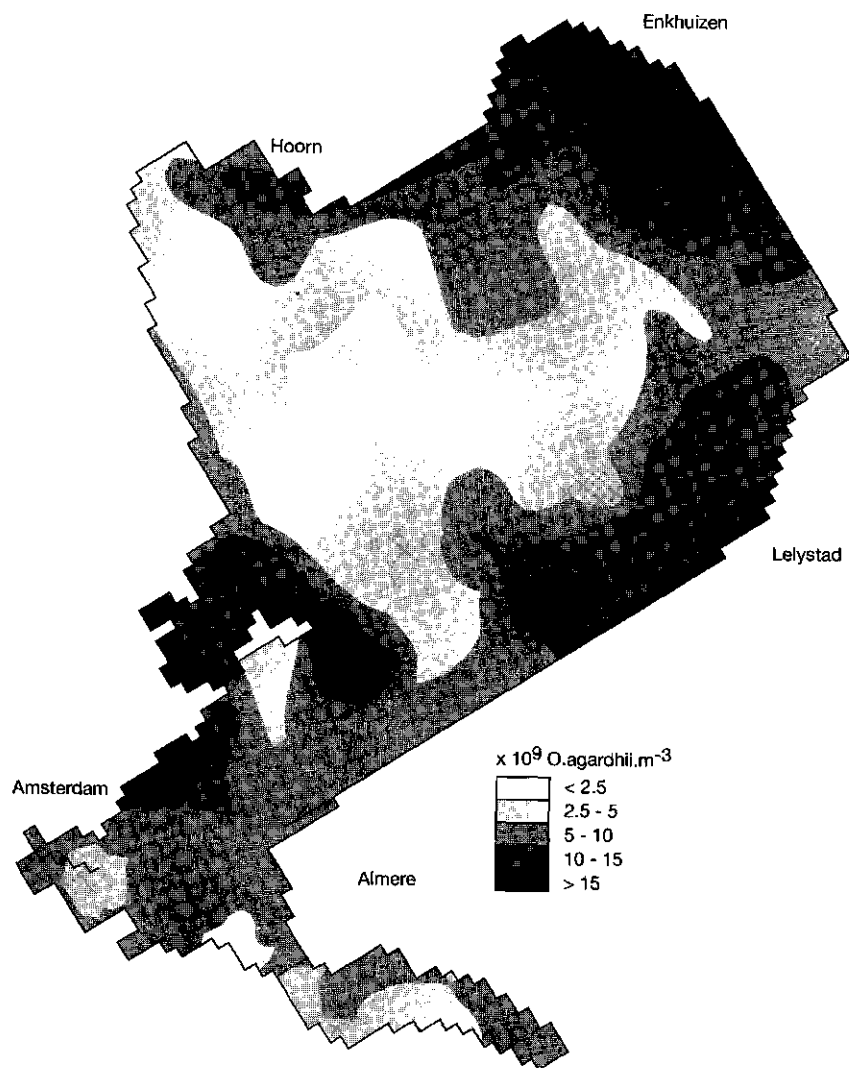 Enkhuizen
Hoorn
Lelystad
x 10⁹ O.agardhii.m⁻³
< 2.5
2.5 - 5
5 - 10
10 - 15
> 15
Amsterdam
Almere